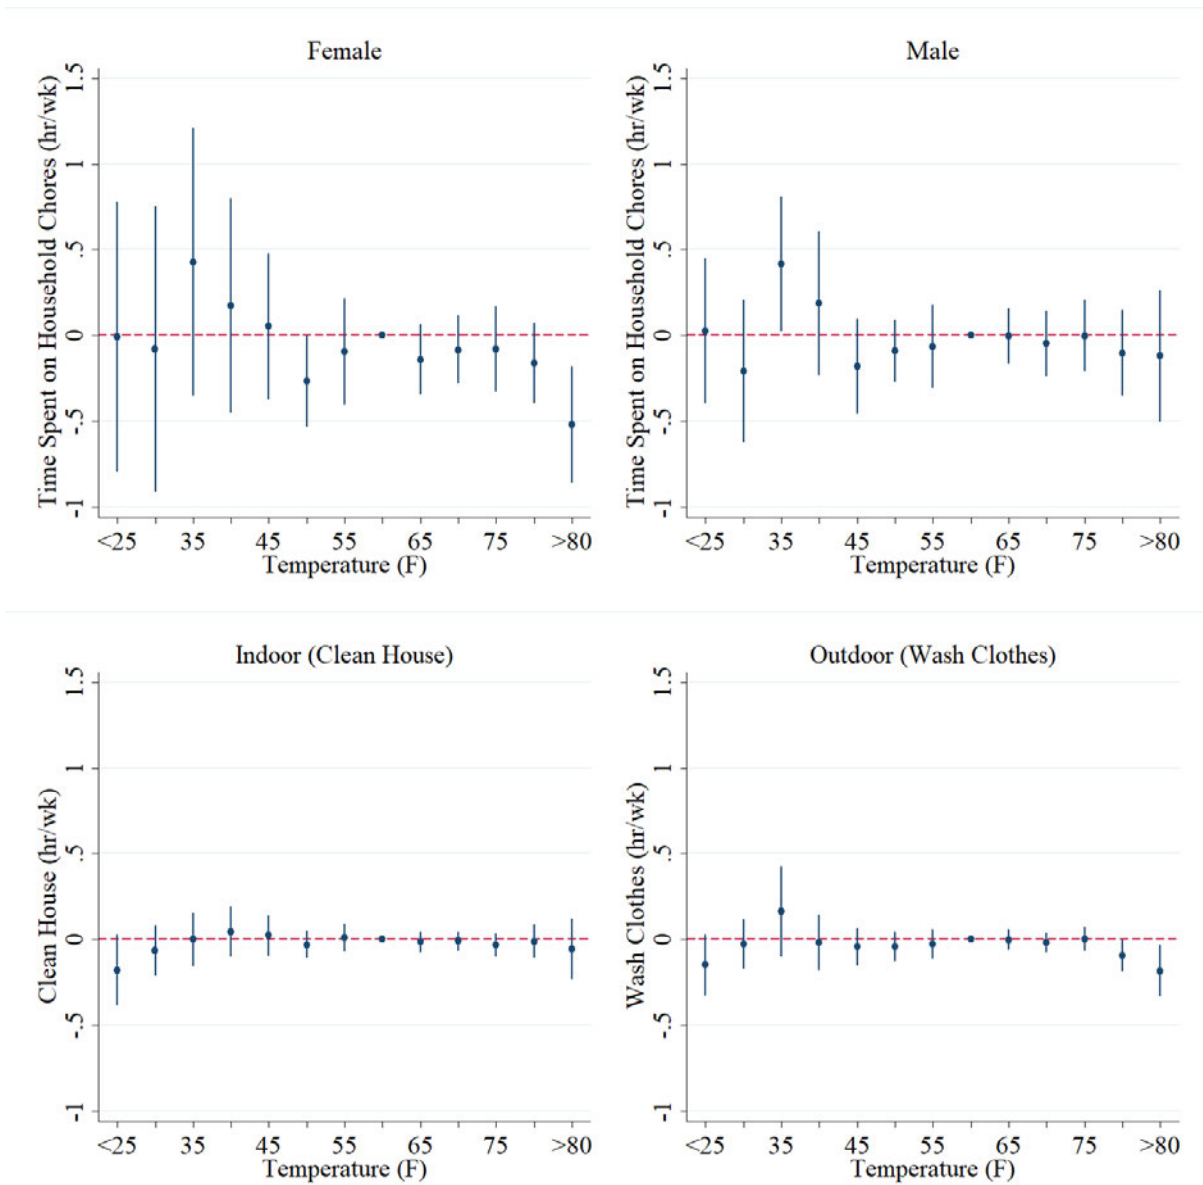 Female
Time Spent on Household Chores (hr/wk)
1.5
1
.5
0
-.5
-1
<25 35 45 55 65 75 >80
Temperature (F)
Male
Time Spent on Household Chores (hr/wk)
1.5
1
.5
0
-.5
-1
<25 35 45 55 65 75 >80
Temperature (F)
Indoor (Clean House)
Clean House (hr/wk)
1.5
1
.5
0
-.5
-1
<25 35 45 55 65 75 >80
Temperature (F)
Outdoor (Wash Clothes)
Wash Clothes (hr/wk)
1.5
1
.5
0
-.5
-1
<25 35 45 55 65 75 >80
Temperature (F)